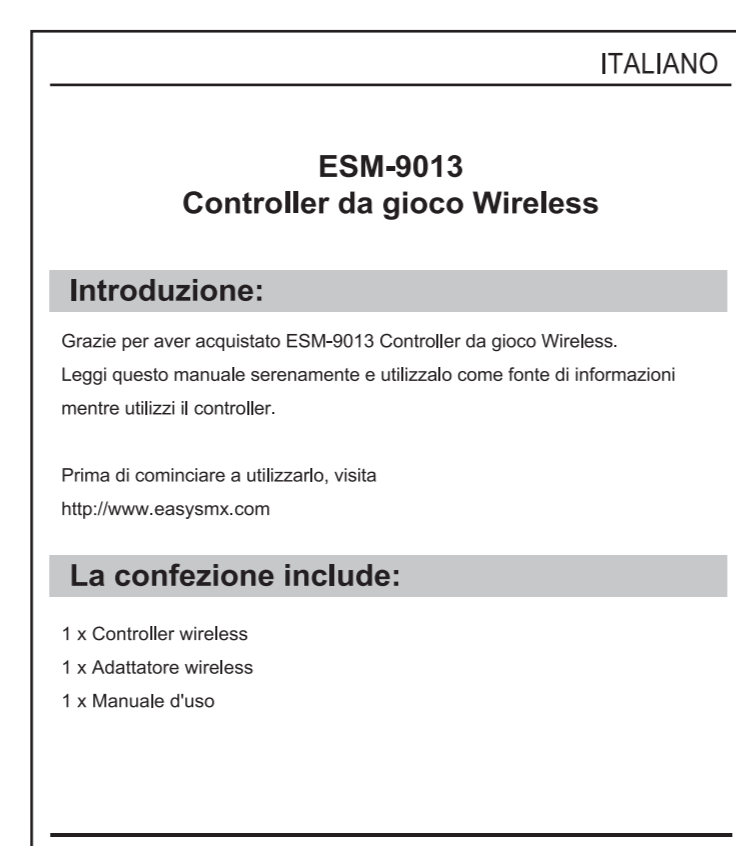 ITALIANO
ESM-9013
Controller da gioco Wireless
Introduzione:
Grazie per aver acquistato ESM-9013 Controller da gioco Wireless.
Leggi questo manuale serenamente e utilizzalo come fonte di informazioni
mentre utilizzi il controller.
Prima di cominciare a utilizzarlo, visita
http://www.easysmx.com
La confezione include:
1 x Controller wireless
1 x Adattatore wireless
1 x Manuale d'uso